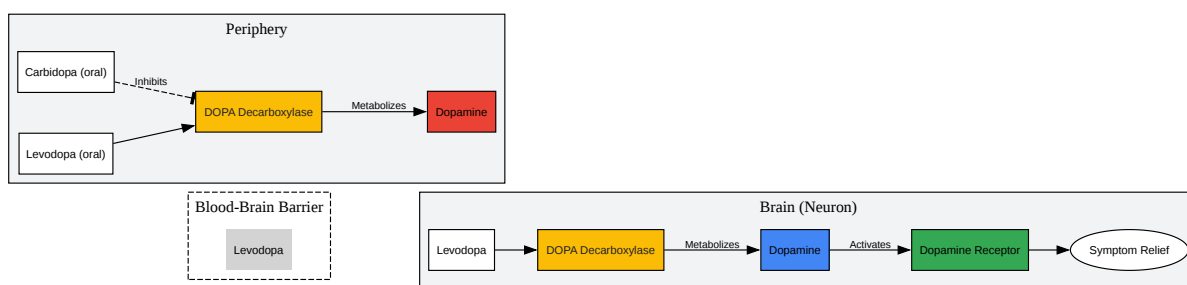 Periphery
Carbidopa (oral)
Inhibits
DOPA Decarboxylase
Metabolizes
Dopamine
Levodopa (oral)
Blood-Brain Barrier
Levodopa
Brain (Neuron)
Levodopa
DOPA Decarboxylase
Metabolizes
Dopamine
Activates
Dopamine Receptor
Symptom Relief